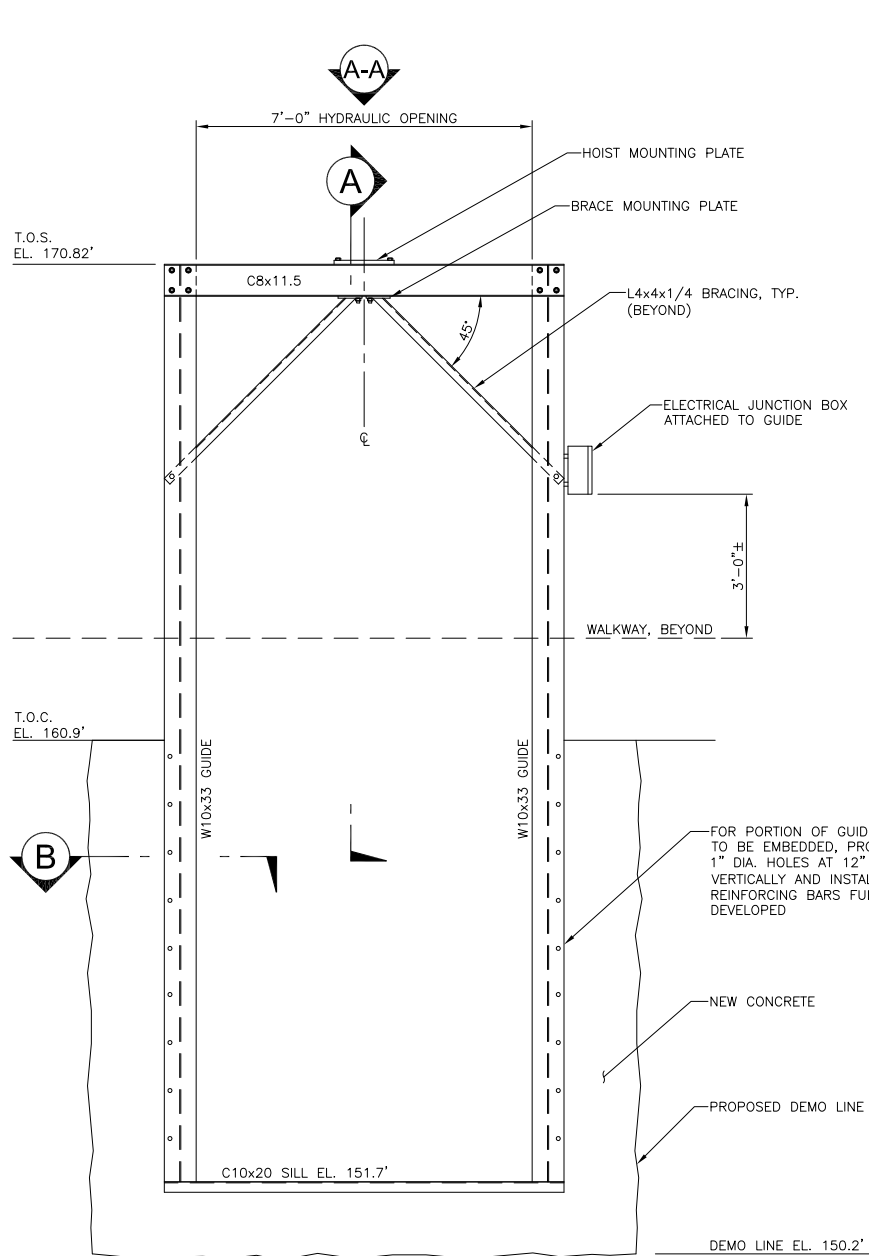 A-A
7'-0" HYDRAULIC OPENING
HOIST MOUNTING PLATE
A
BRACE MOUNTING PLATE
T.O.S.
EL. 170.82'
C8x11.5
L4x4x1/4 BRACING, TYP.
(BEYOND)
45°
ELECTRICAL JUNCTION BOX
ATTACHED TO GUIDE
℄
3'-0"±
WALKWAY, BEYOND
T.O.C.
EL. 160.9'
W10x33 GUIDE
W10x33 GUIDE
B
FOR PORTION OF GUID
TO BE EMBEDDED, PRO
1" DIA. HOLES AT 12"
VERTICALLY AND INSTAL
REINFORCING BARS FUL
DEVELOPED
NEW CONCRETE
PROPOSED DEMO LINE
C10x20 SILL EL. 151.7'
DEMO LINE EL. 150.2'